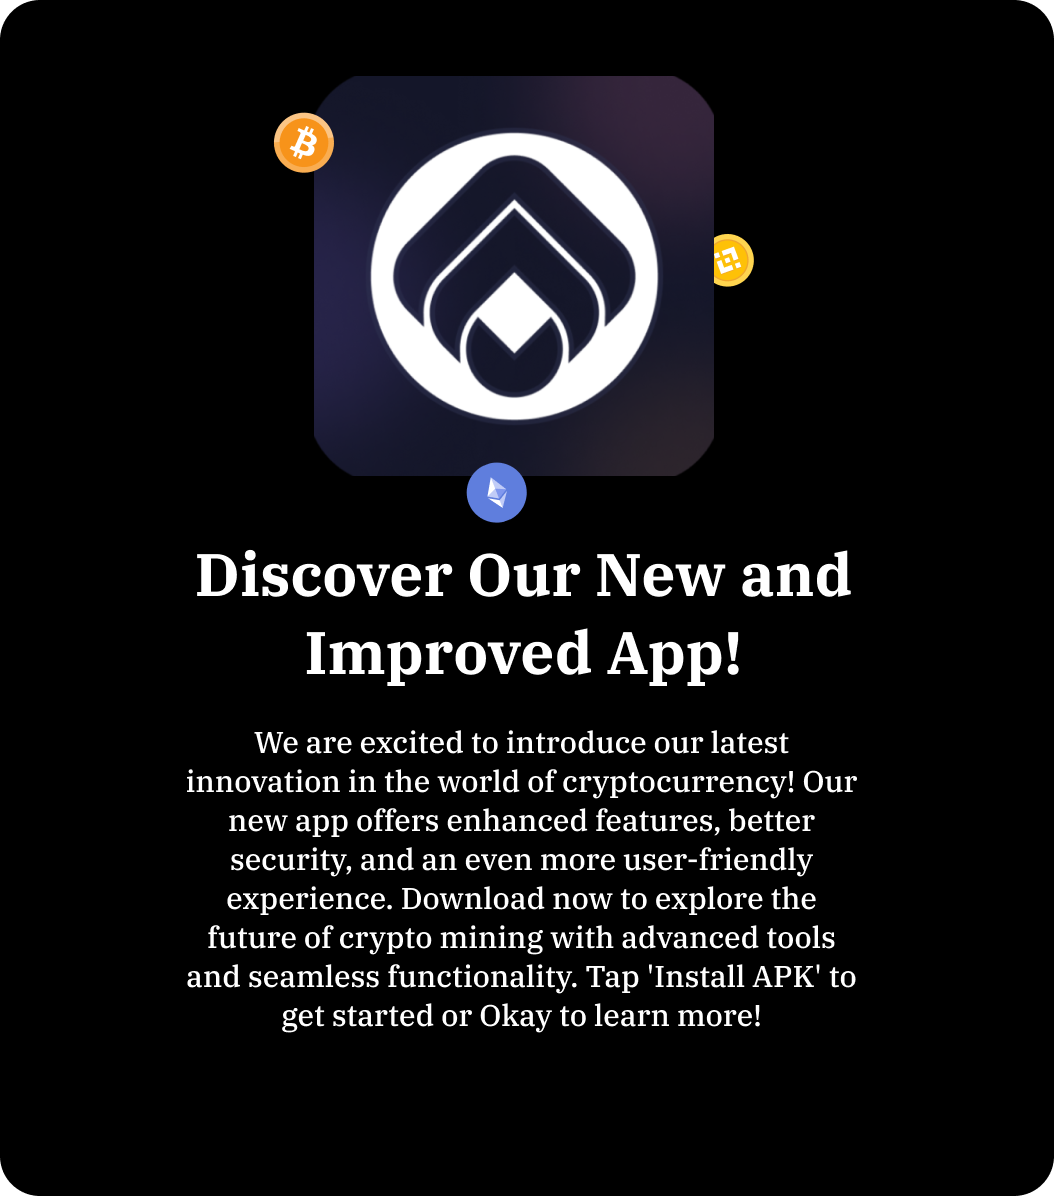 Discover Our New and
Improved App!
We are excited to introduce our latest
innovation in the world of cryptocurrency! Our
new app offers enhanced features, better
security, and an even more user-friendly
experience. Download now to explore the
future of crypto mining with advanced tools
and seamless functionality. Tap 'Install APK' to
get started or Okay to learn more!